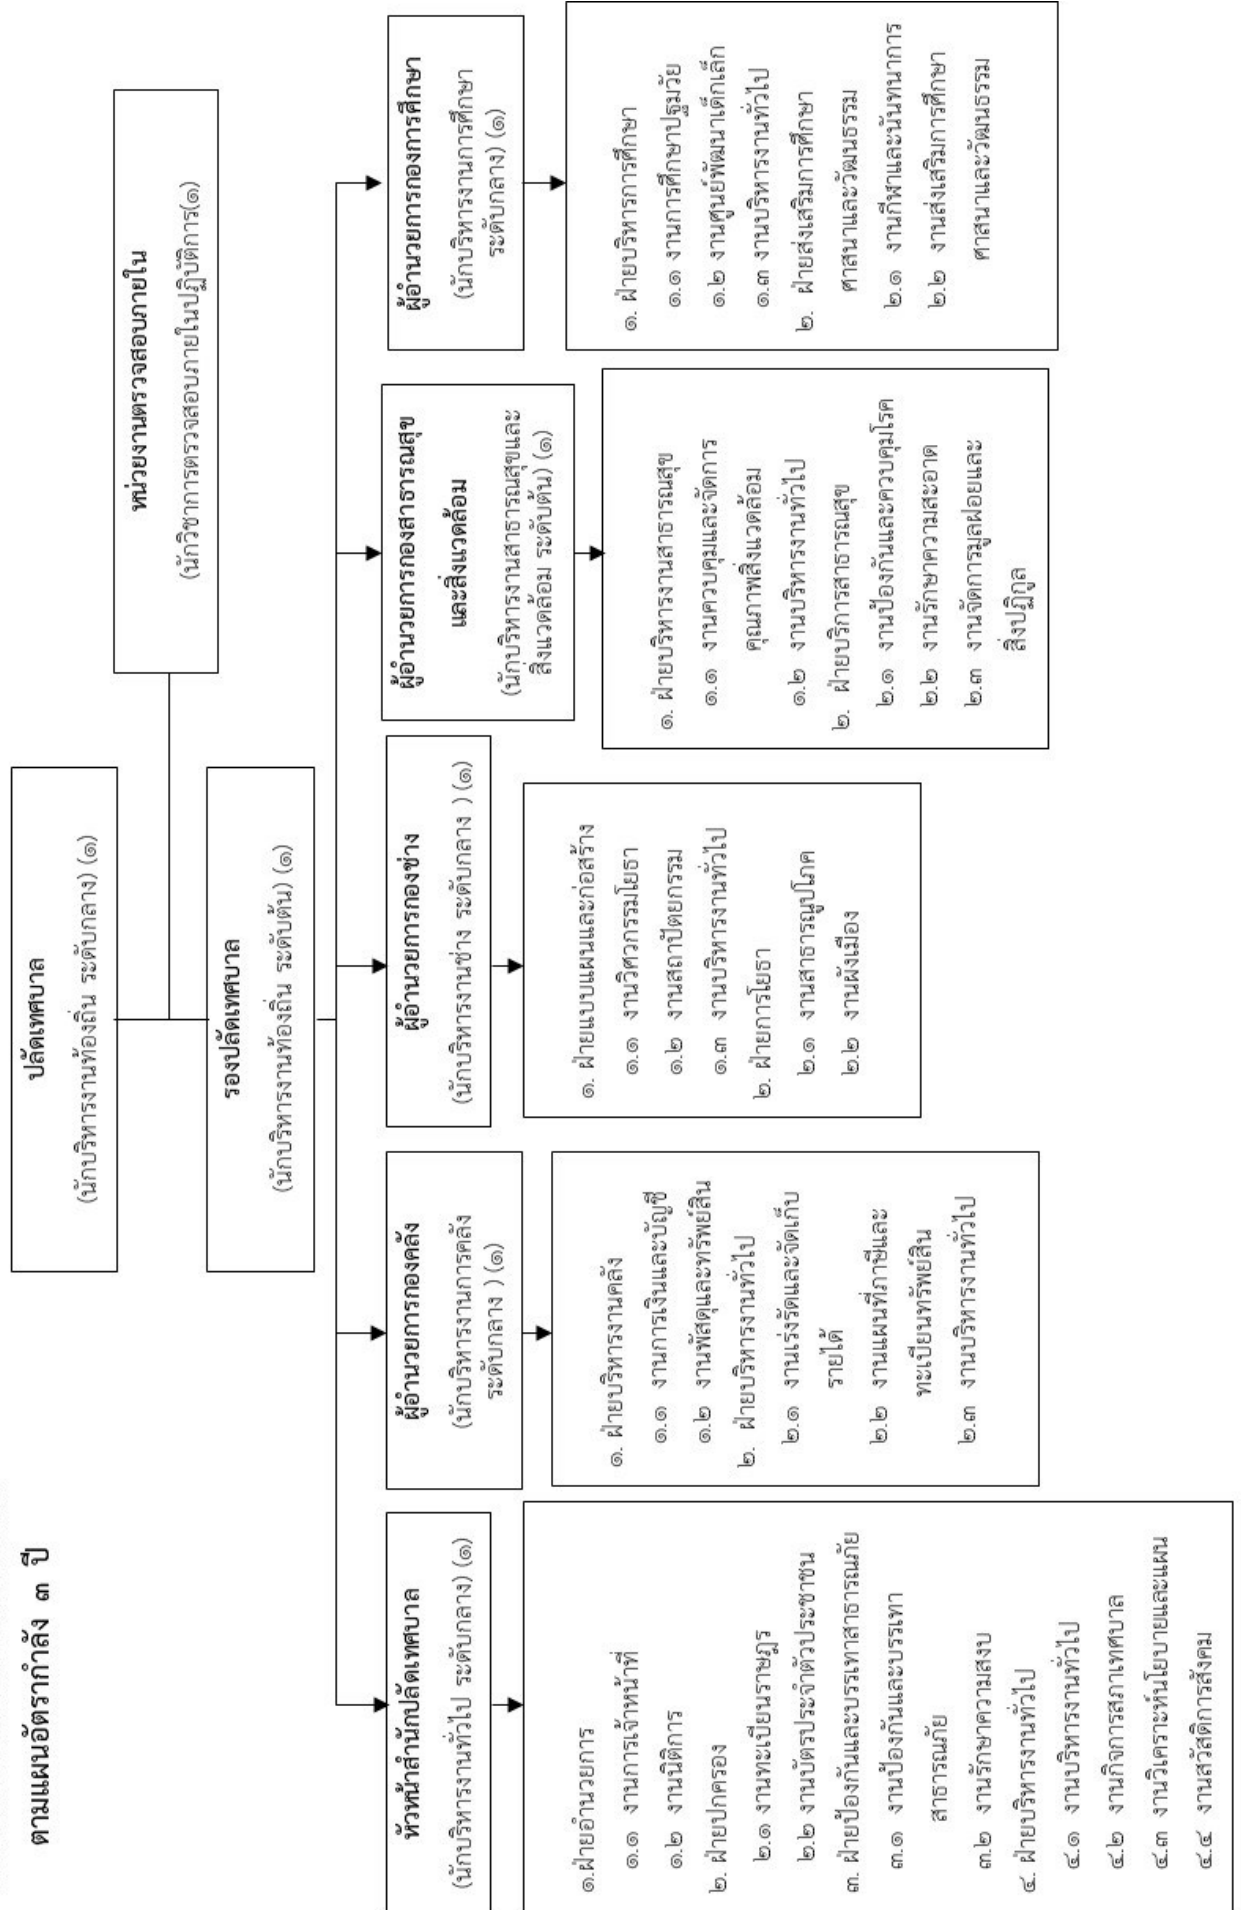 ตามแผนอัตรากำลัง ๓ ปี
ปลัดเทศบาล
(นักบริหารงานท้องถิ่น ระดับกลาง) (๑)
หน่วยงานตรวจสอบภายใน
(นักวิชาการตรวจสอบภายในปฏิบัติการ(๑)
รองปลัดเทศบาล
(นักบริหารงานท้องถิ่น ระดับต้น) (๑)
หัวหน้าสำนักปลัดเทศบาล
(นักบริหารงานทั่วไป ระดับกลาง) (๑)
๑.ฝ่ายอำนวยการ
๑.๑ งานการเจ้าหน้าที่
๑.๒ งานนิติการ
๒. ฝ่ายปกครอง
๒.๑ งานทะเบียนราษฎร
๒.๒ งานบัตรประจำตัวประชาชน
๓. ฝ่ายป้องกันและบรรเทาสาธารณภัย
๓.๑ งานป้องกันและบรรเทา
สาธารณภัย
๓.๒ งานรักษาความสงบ
๔. ฝ่ายบริหารงานทั่วไป
๔.๑ งานบริหารงานทั่วไป
๔.๒ งานกิจการสภาเทศบาล
๔.๓ งานวิเคราะห์นโยบายและแผน
๔.๔ งานสวัสดิการสังคม
ผู้อำนวยการกองคลัง
(นักบริหารงานการคลัง
ระดับกลาง ) (๑)
๑. ฝ่ายบริหารงานคลัง
๑.๑ งานการเงินและบัญชี
๑.๒ งานพัสดุและทรัพย์สิน
๒. ฝ่ายบริหารงานทั่วไป
๒.๑ งานเร่งรัดและจัดเก็บ
รายได้
๒.๒ งานแผนที่ภาษีและ
ทะเบียนทรัพย์สิน
๒.๓ งานบริหารงานทั่วไป
ผู้อำนวยการกองช่าง
(นักบริหารงานช่าง ระดับกลาง ) (๑)
๑. ฝ่ายแบบแผนและก่อสร้าง
๑.๑ งานวิศวกรรมโยธา
๑.๒ งานสถาปัตยกรรม
๑.๓ งานบริหารงานทั่วไป
๒. ฝ่ายการโยธา
๒.๑ งานสาธารณูปโภค
๒.๒ งานผังเมือง
ผู้อำนวยการกองสาธารณสุข
และสิ่งแวดล้อม
(นักบริหารงานสาธารณสุขและ
สิ่งแวดล้อม ระดับต้น) (๑)
๑. ฝ่ายบริหารงานสาธารณสุข
๑.๑ งานควบคุมและจัดการ
คุณภาพสิ่งแวดล้อม
๑.๒ งานบริหารงานทั่วไป
๒. ฝ่ายบริการสาธารณสุข
๒.๑ งานป้องกันและควบคุมโรค
๒.๒ งานรักษาความสะอาด
๒.๓ งานจัดการมูลฝอยและ
สิ่งปฏิกูล
ผู้อำนวยการกองการศึกษา
(นักบริหารงานการศึกษา
ระดับกลาง) (๑)
๑. ฝ่ายบริหารการศึกษา
๑.๑ งานการศึกษาปฐมวัย
๑.๒ งานศูนย์พัฒนาเด็กเล็ก
๑.๓ งานบริหารงานทั่วไป
๒. ฝ่ายส่งเสริมการศึกษา
ศาสนาและวัฒนธรรม
๒.๑ งานกีฬาและนันทนาการ
๒.๒ งานส่งเสริมการศึกษา
ศาสนาและวัฒนธรรม